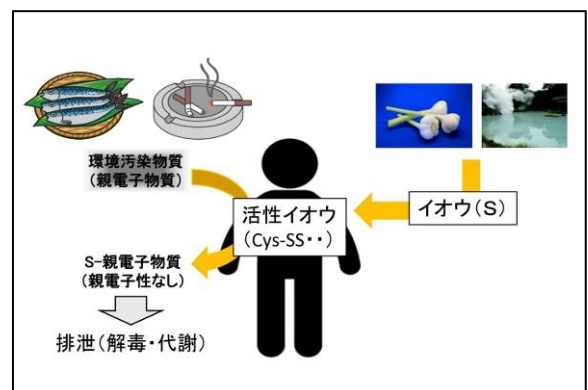 環境汚染物質
(親電子物質)
活性イオウ
(Cys-SS・・)
イオウ(S)
S-親電子物質
(親電子性なし)
排泄(解毒・代謝)